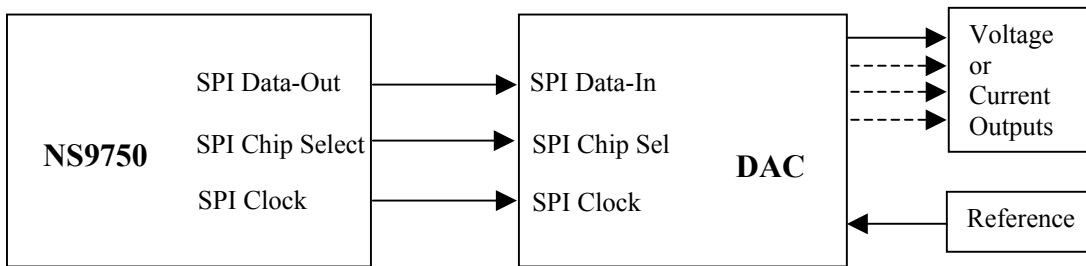 NS9750
SPI Data-Out
SPI Chip Select
SPI Clock
SPI Data-In
SPI Chip Sel
SPI Clock
DAC
Voltage
or
Current
Outputs
Reference